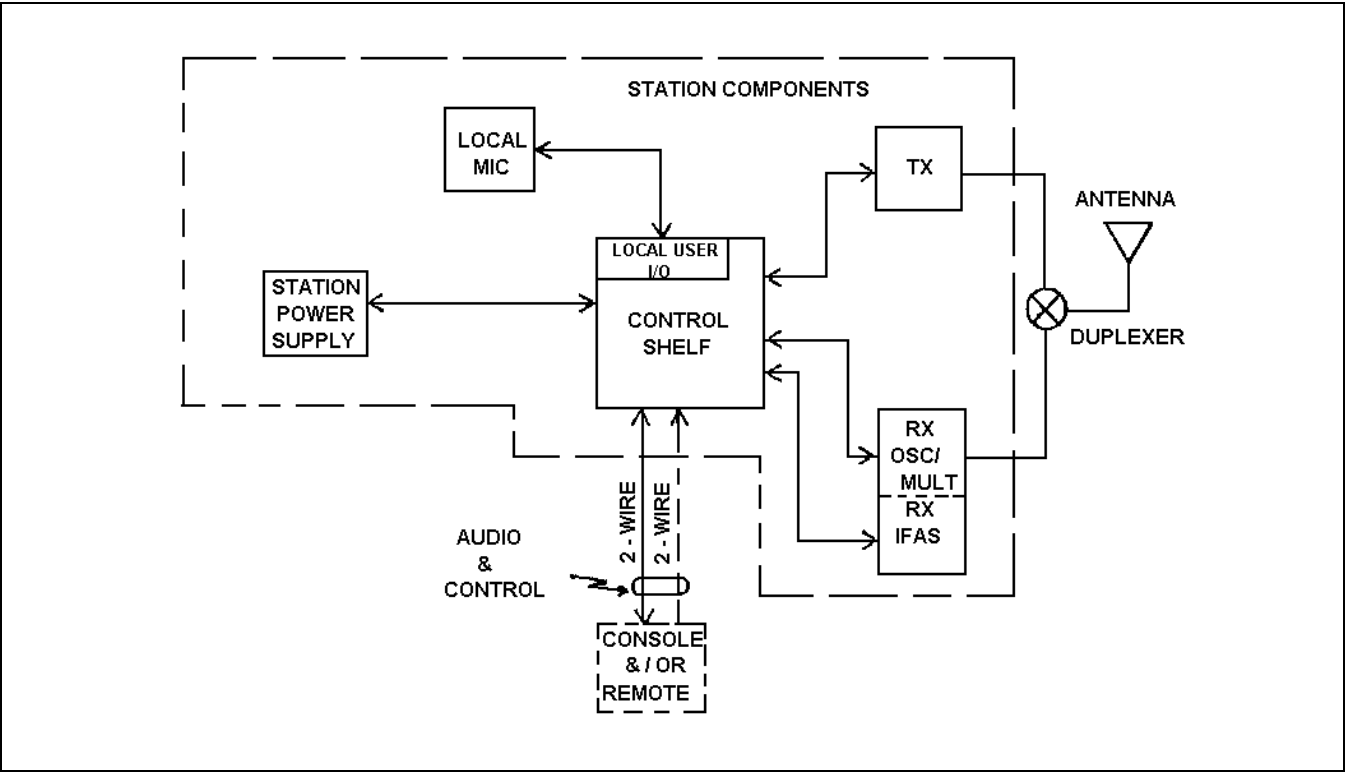 STATION COMPONENTS
LOCAL
MIC
TX
ANTENNA
LOCAL USER
I/O
STATION
POWER
SUPPLY
CONTROL
SHELF
DUPLEXER
RX
OSC/
MULT
RX
IFAS
2 - WIRE
2 - WIRE
AUDIO
&
CONTROL
CONSOLE
& / OR
REMOTE